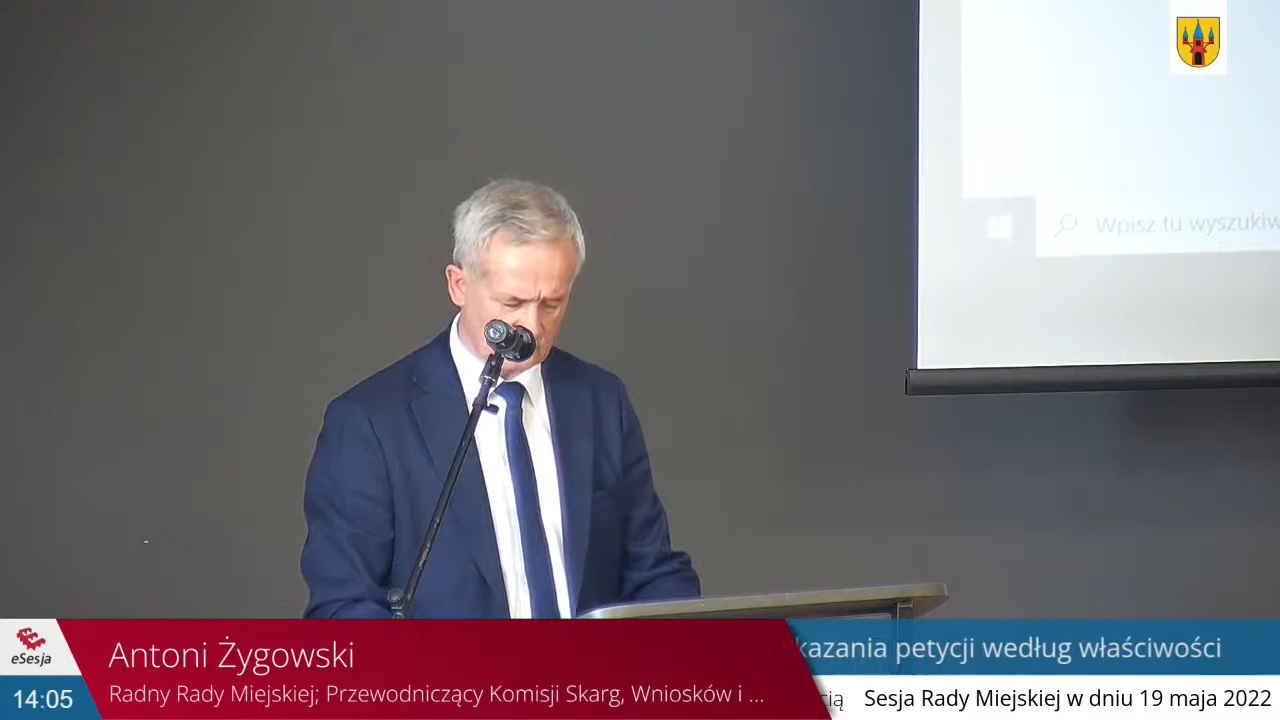 Wpisz tu wyszukiw
Antoni Żygowski
Radny Rady Miejskiej; Przewodniczący Komisji Skarg, Wniosków i ...
kazania petycji według właściwości
eSesja
14:05
cią Sesja Rady Miejskiej w dniu 19 maja 2022